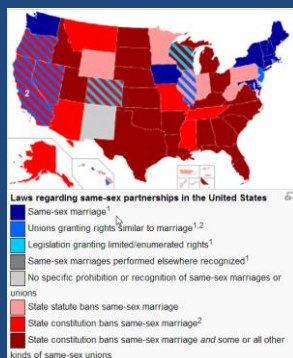 2
Laws regarding same-sex partnerships in the United States
Same-sex marriage1
Unions granting rights similar to marriage1,2
Legislation granting limited/enumerated rights1
Same-sex marriages performed elsewhere recognized1
No specific prohibition or recognition of same-sex marriages or
unions
State statute bans same-sex marriage
State constitution bans same-sex marriage2
State constitution bans same-sex marriage and some or all other
kinds of same-sex unions